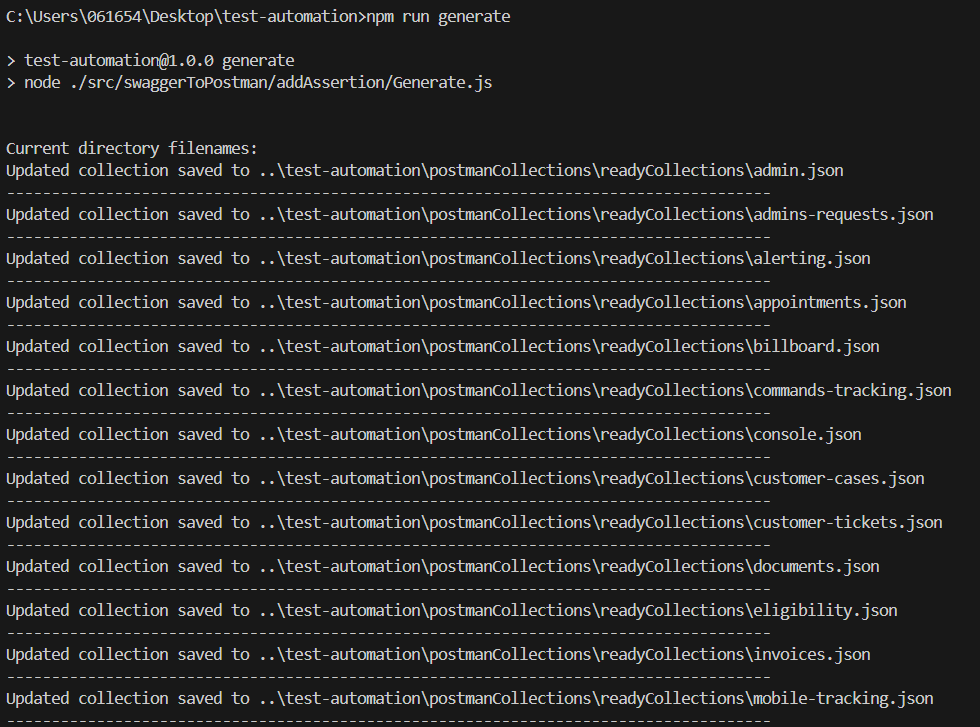 C:\Users\061654\Desktop\test-automation>npm run generate
> test-automation@1.0.0 generate
> node ./src/swaggerToPostman/addAssertion/Generate.js
Current directory filenames:
Updated collection saved to ..\test-automation\postmanCollections\readyCollections\admin.json
-------------------------------------------------------------------------------------
Updated collection saved to ..\test-automation\postmanCollections\readyCollections\admins-requests.json
-------------------------------------------------------------------------------------
Updated collection saved to ..\test-automation\postmanCollections\readyCollections\alerting.json
-------------------------------------------------------------------------------------
Updated collection saved to ..\test-automation\postmanCollections\readyCollections\appointments.json
-------------------------------------------------------------------------------------
Updated collection saved to ..\test-automation\postmanCollections\readyCollections\billboard.json
-------------------------------------------------------------------------------------
Updated collection saved to ..\test-automation\postmanCollections\readyCollections\commands-tracking.json
-------------------------------------------------------------------------------------
Updated collection saved to ..\test-automation\postmanCollections\readyCollections\console.json
-------------------------------------------------------------------------------------
Updated collection saved to ..\test-automation\postmanCollections\readyCollections\customer-cases.json
-------------------------------------------------------------------------------------
Updated collection saved to ..\test-automation\postmanCollections\readyCollections\customer-tickets.json
-------------------------------------------------------------------------------------
Updated collection saved to ..\test-automation\postmanCollections\readyCollections\documents.json
-------------------------------------------------------------------------------------
Updated collection saved to ..\test-automation\postmanCollections\readyCollections\eligibility.json
-------------------------------------------------------------------------------------
Updated collection saved to ..\test-automation\postmanCollections\readyCollections\invoices.json
-------------------------------------------------------------------------------------
Updated collection saved to ..\test-automation\postmanCollections\readyCollections\mobile-tracking.json
-------------------------------------------------------------------------------------